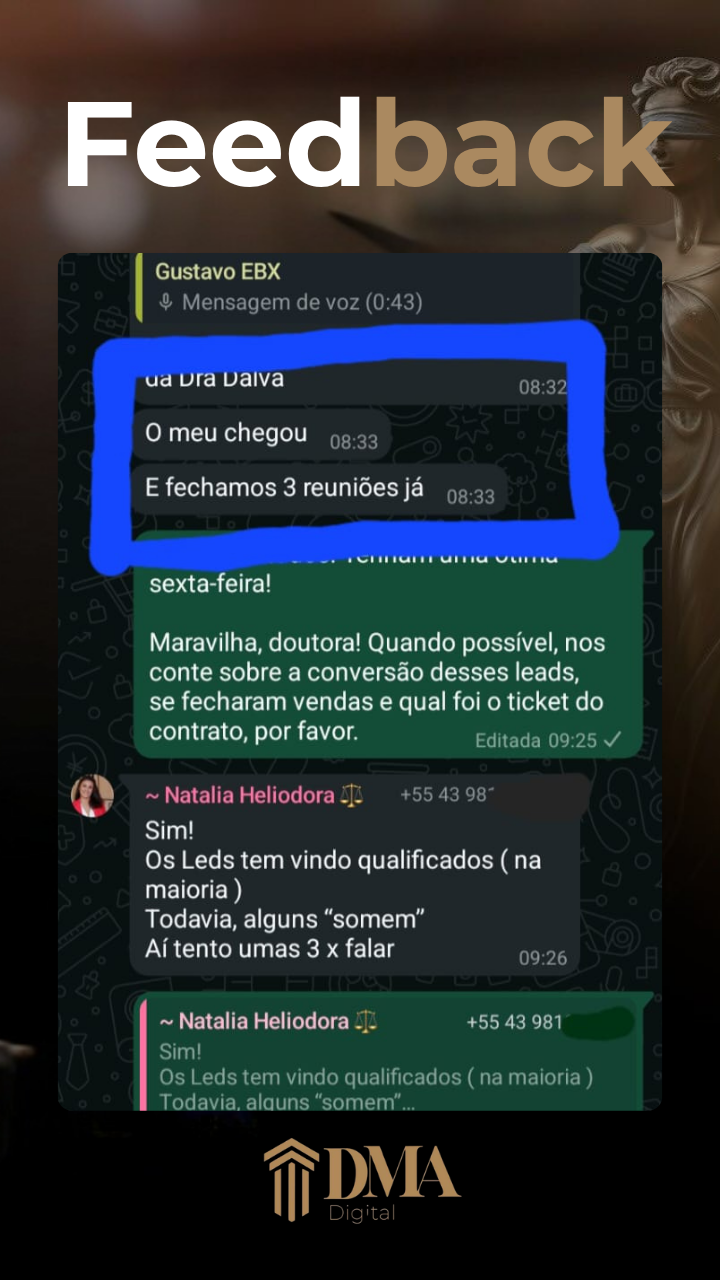 Feedback
Gustavo EBX
Mensagem de voz (0:43)
da Dra Dalva
08:32
O meu chegou 08:33
E fechamos 3 reuniões já 08:33
tenham uma ótima
sexta-feira!
Maravilha, doutora! Quando possível, nos
conte sobre a conversão desses leads,
se fecharam vendas e qual foi o ticket do
contrato, por favor.
Editada 09:25
~ Natalia Heliodora ⚖️ +55 43 98
Sim!
Os Leds tem vindo qualificados ( na
maioria )
Todavia, alguns “somem”
Aí tento umas 3 x falar
09:26
~ Natalia Heliodora ⚖️ +55 43 981
Sim!
Os Leds tem vindo qualificados ( na maioria )
Todavia, alguns “somem”...
DMA
Digital